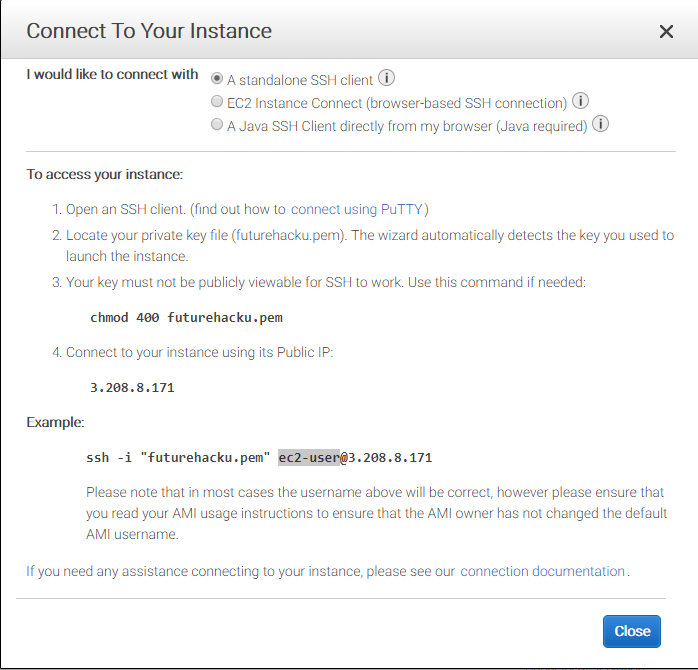 Connect To Your Instance
I would like to connect with
A standalone SSH client
EC2 Instance Connect (browser-based SSH connection)
A Java SSH Client directly from my browser (Java required)
To access your instance:
1. Open an SSH client. (find out how to connect using PuTTY)
2. Locate your private key file (futurehacku.pem). The wizard automatically detects the key you used to
launch the instance.
3. Your key must not be publicly viewable for SSH to work. Use this command if needed:
chmod 400 futurehacku.pem
4. Connect to your instance using its Public IP:
3.208.8.171
Example:
ssh -i "futurehacku.pem" ec2-user@3.208.8.171
Please note that in most cases the username above will be correct, however please ensure that
you read your AMI usage instructions to ensure that the AMI owner has not changed the default
AMI username.
If you need any assistance connecting to your instance, please see our connection documentation.
Close